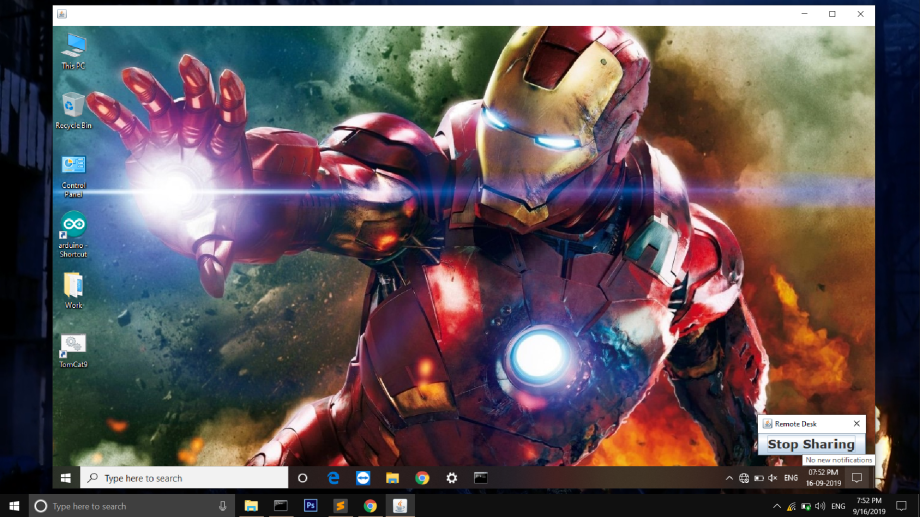 This PC
Recycle Bin
Control
Panel
arduino -
Shortcut
Work
TomCat9
Remote Desk
Stop Sharing
No new notifications
Type here to search
ENG
07:52 PM
16-09-2019
Type here to search
Ps
ENG
7:52 PM
9/16/2019